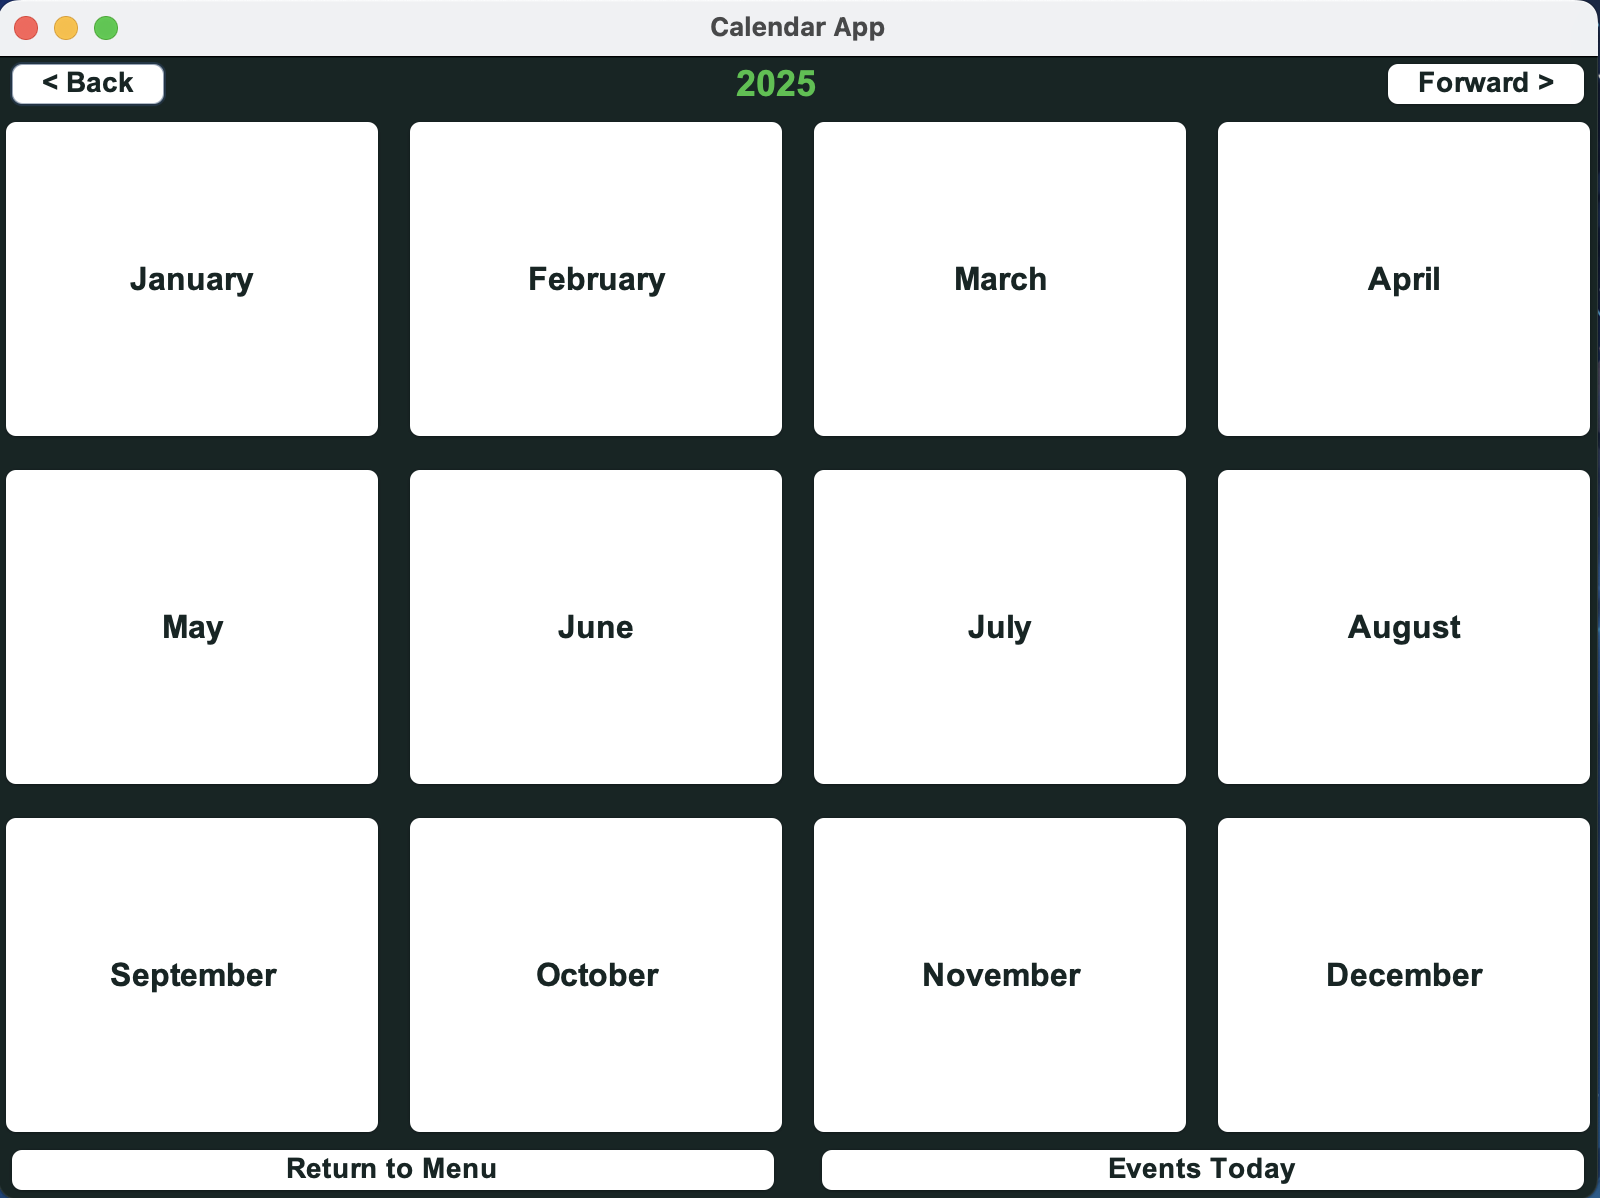 Calendar App
< Back
2025
Forward >
January
February
March
April
May
June
July
August
September
October
November
December
Return to Menu
Events Today